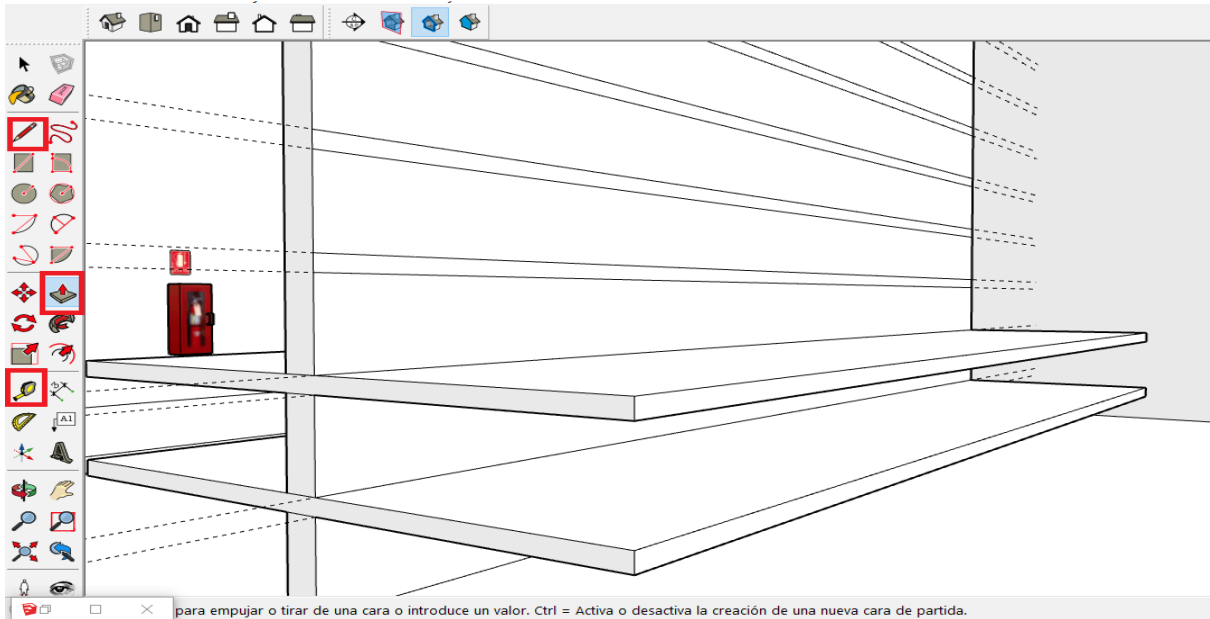 A1
para empujar o tirar de una cara o introduce un valor. Ctrl = Activa o desactiva la creación de una nueva cara de partida.